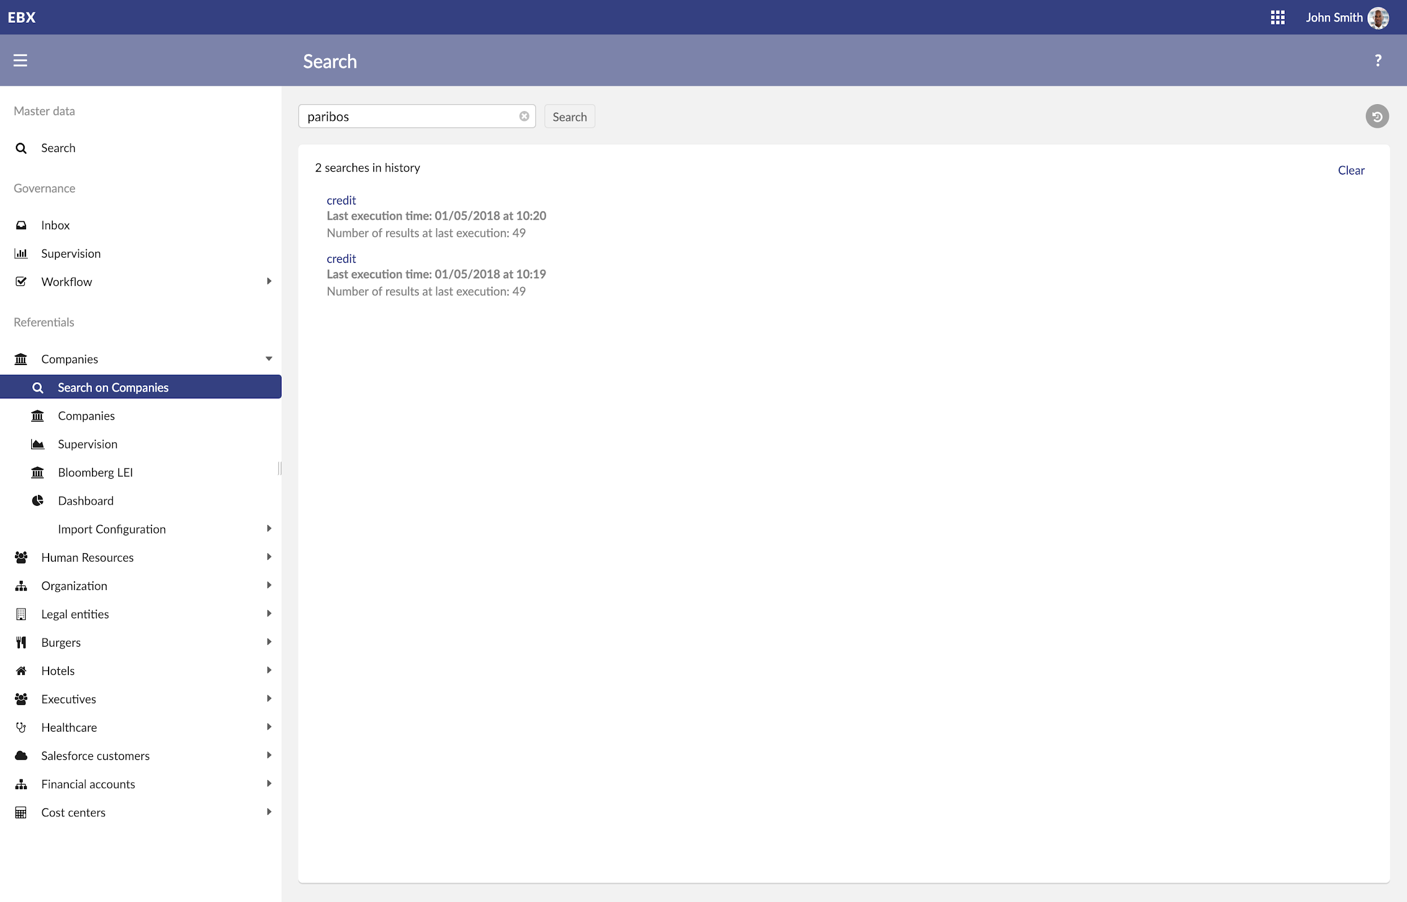 EBX
John Smith
Search
?
Master data
Search
Governance
Inbox
Supervision
Workflow
Referentials
Companies
Search on Companies
Companies
Supervision
Bloomberg LEI
Dashboard
Import Configuration
Human Resources
Organization
Legal entities
Burgers
Hotels
Executives
Healthcare
Salesforce customers
Financial accounts
Cost centers
paribos
Search
2 searches in history
Clear
credit
Last execution time: 01/05/2018 at 10:20
Number of results at last execution: 49
credit
Last execution time: 01/05/2018 at 10:19
Number of results at last execution: 49